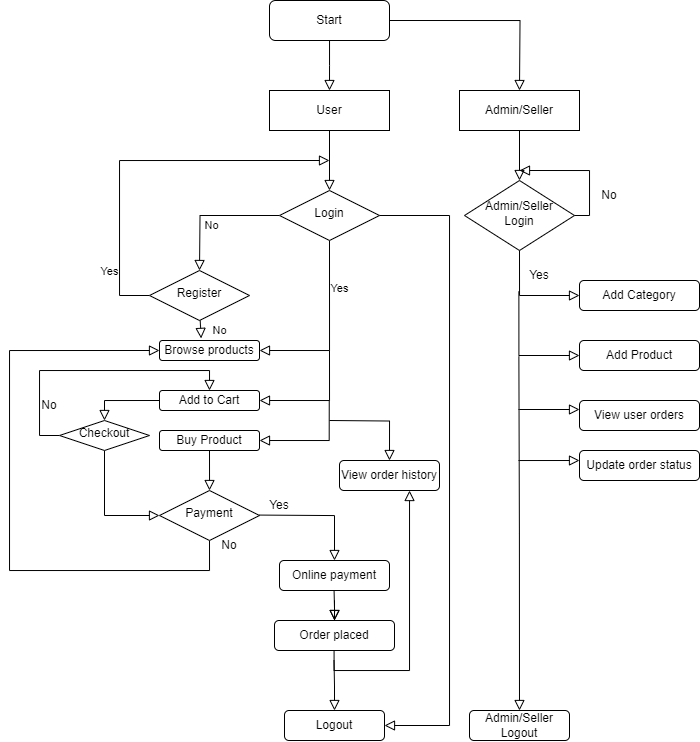 Start
User
Admin/Seller
Login
Admin/Seller
Login
No
No
Yes
Register
Yes
Yes
No
Add Category
Browse products
Add Product
Add to Cart
No
Checkout
View user orders
Buy Product
View order history
Update order status
Payment
Yes
No
Online payment
Order placed
Logout
Admin/Seller
Logout